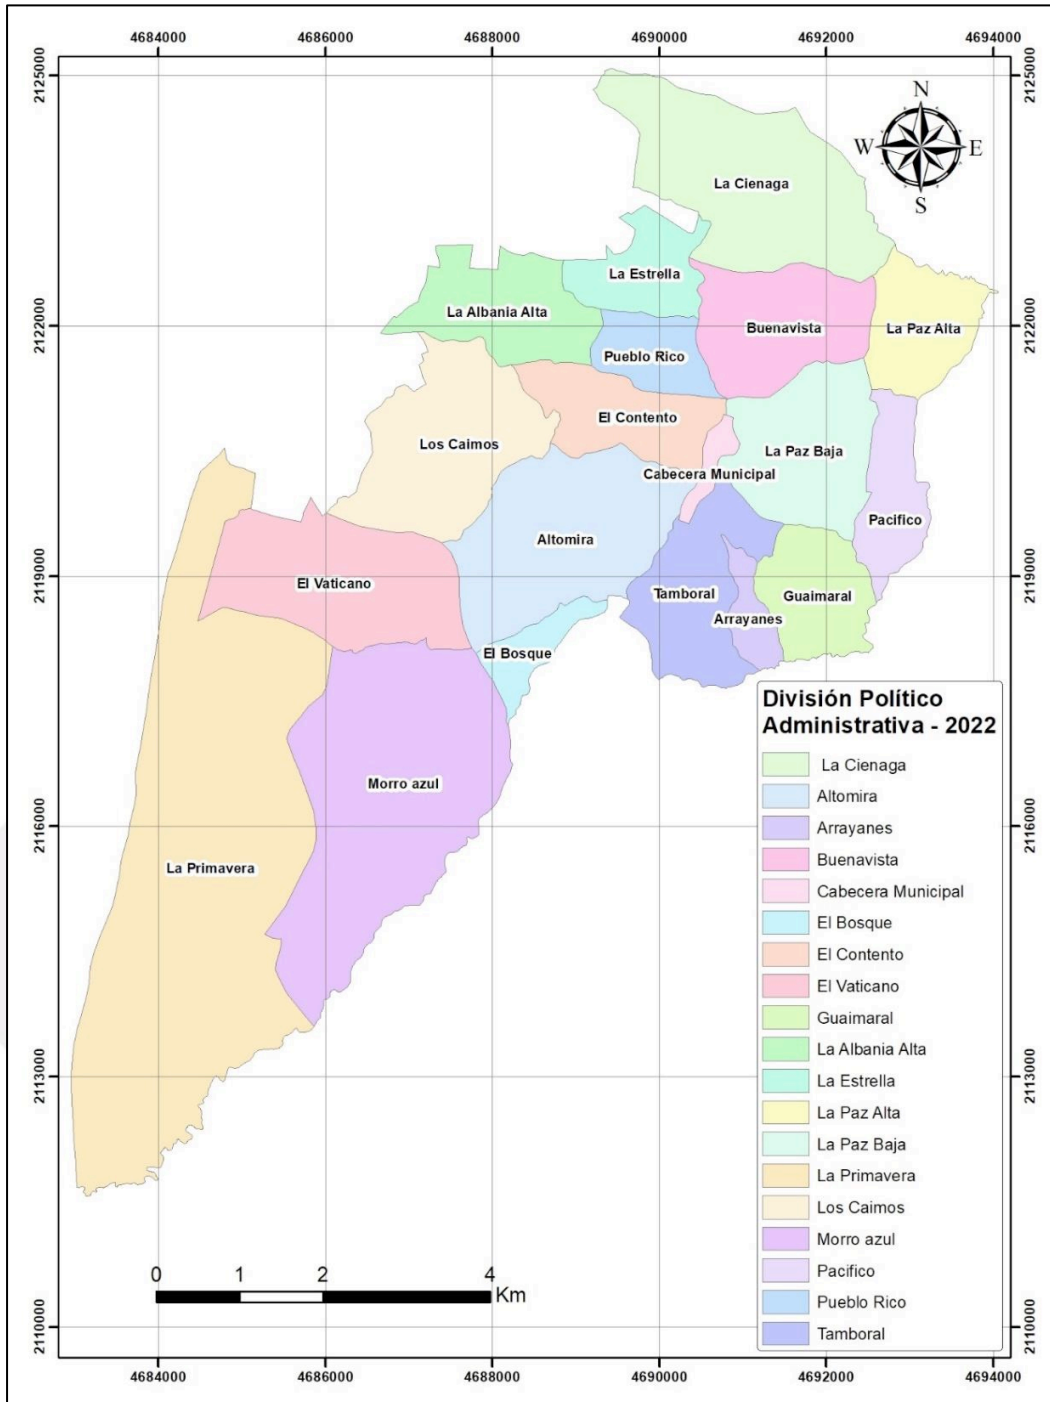 4684000 4686000 4688000 4690000 4692000 4694000
2125000 2125000
N
W E
S
La Cienaga
La Estrella
La Albania Alta
2122000 2122000
Buenavista
La Paz Alta
Pueblo Rico
El Contento
Los Caimos
La Paz Baja
Cabecera Municipal
Pacifico
Altomira
2119000 2119000
El Vaticano
Tamboral
Guaimaral
Arrayanes
El Bosque
Morro azul
2116000 2116000
La Primavera
División Político
Administrativa - 2022
La Cienaga
Altomira
Arrayanes
Buenavista
Cabecera Municipal
El Bosque
El Contento
El Vaticano
Guaimaral
La Albania Alta
La Estrella
La Paz Alta
La Paz Baja
La Primavera
Los Caimos
Morro azul
Pacifico
Pueblo Rico
Tamboral
2113000 2113000
0 1 2 4
Km
2110000 2110000
4684000 4686000 4688000 4690000 4692000 4694000